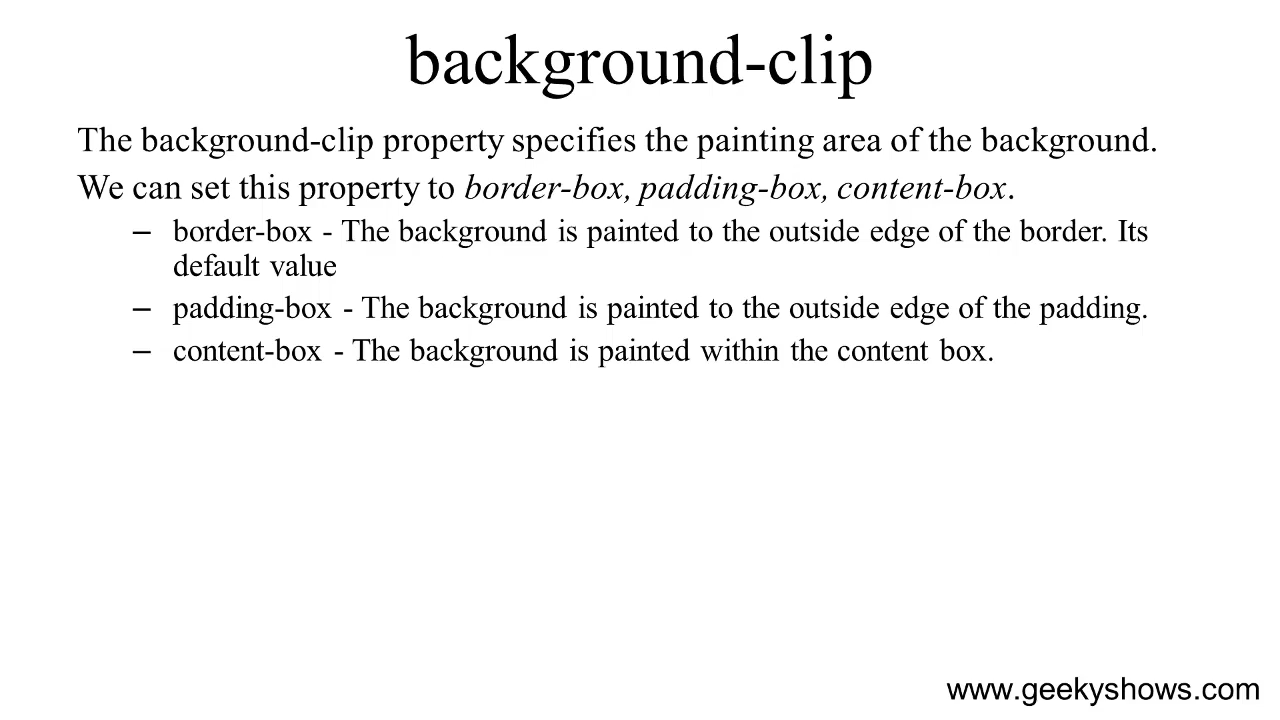 background-clip
The background-clip property specifies the painting area of the background.
We can set this property to border-box, padding-box, content-box.
– border-box - The background is painted to the outside edge of the border. Its
default value
– padding-box - The background is painted to the outside edge of the padding.
– content-box - The background is painted within the content box.
www.geekyshows.com